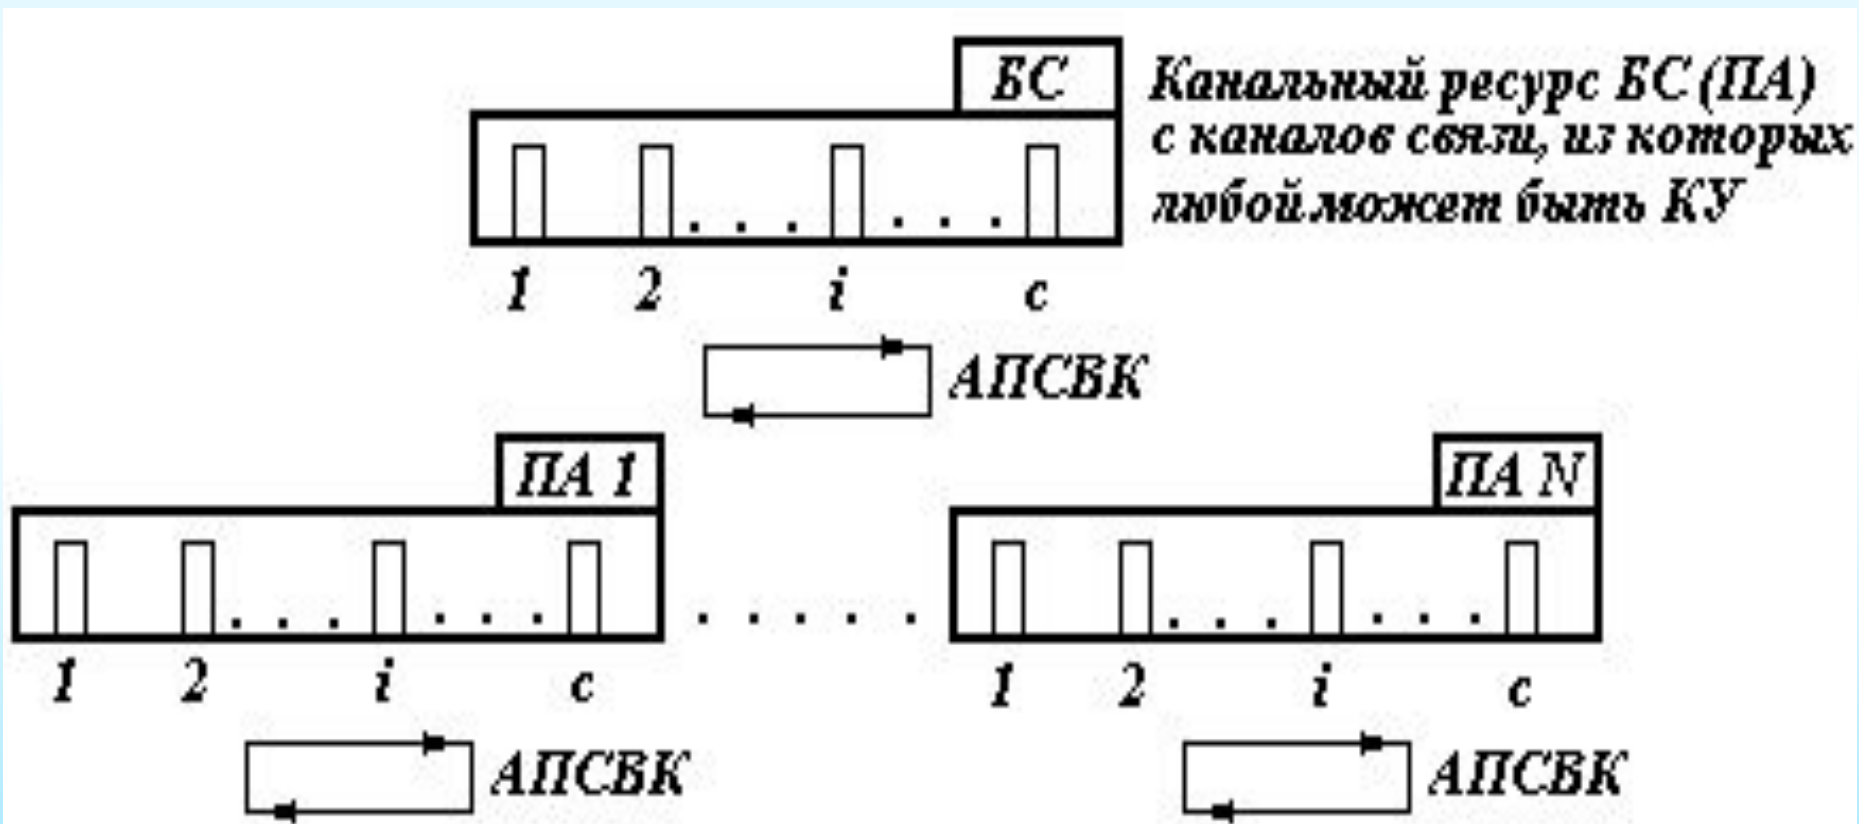 БС
Канальный ресурс БС (ПА)
с каналов связи, из которых
любой может быть КУ
1 2 i c
АПСВК
ПА 1
ПА N
1 2 i c
1 2 i c
АПСВК
АПСВК